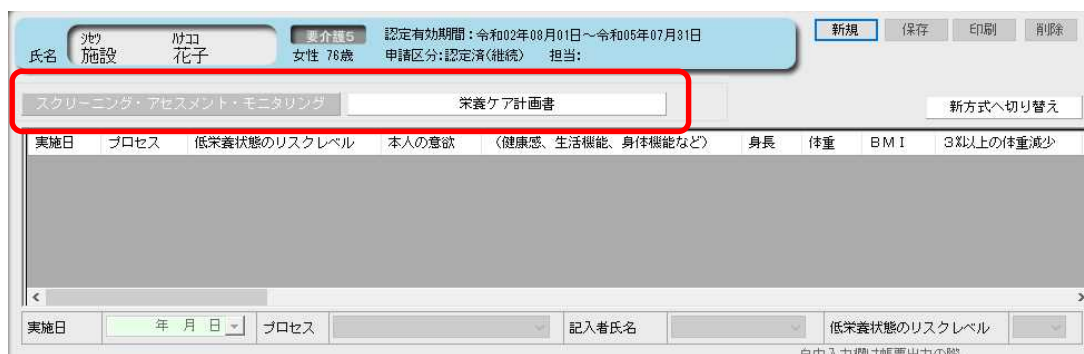 氏名 ｼｾﾂ ﾊﾅｺ
施設 花子
要介護5
女性 76歳
認定有効期間：令和02年08月01日～令和05年07月31日
申請区分:認定済(継続) 担当:
新規 保存 印刷 削除
スクリーニング・アセスメント・モニタリング 栄養ケア計画書 新方式へ切り替え
実施日 プロセス 低栄養状態のリスクレベル 本人の意欲 (健康感、生活機能、身体機能など) 身長 体重 BMI 3%以上の体重減少
実施日 年 月 日 プロセス 記入者氏名 低栄養状態のリスクレベル